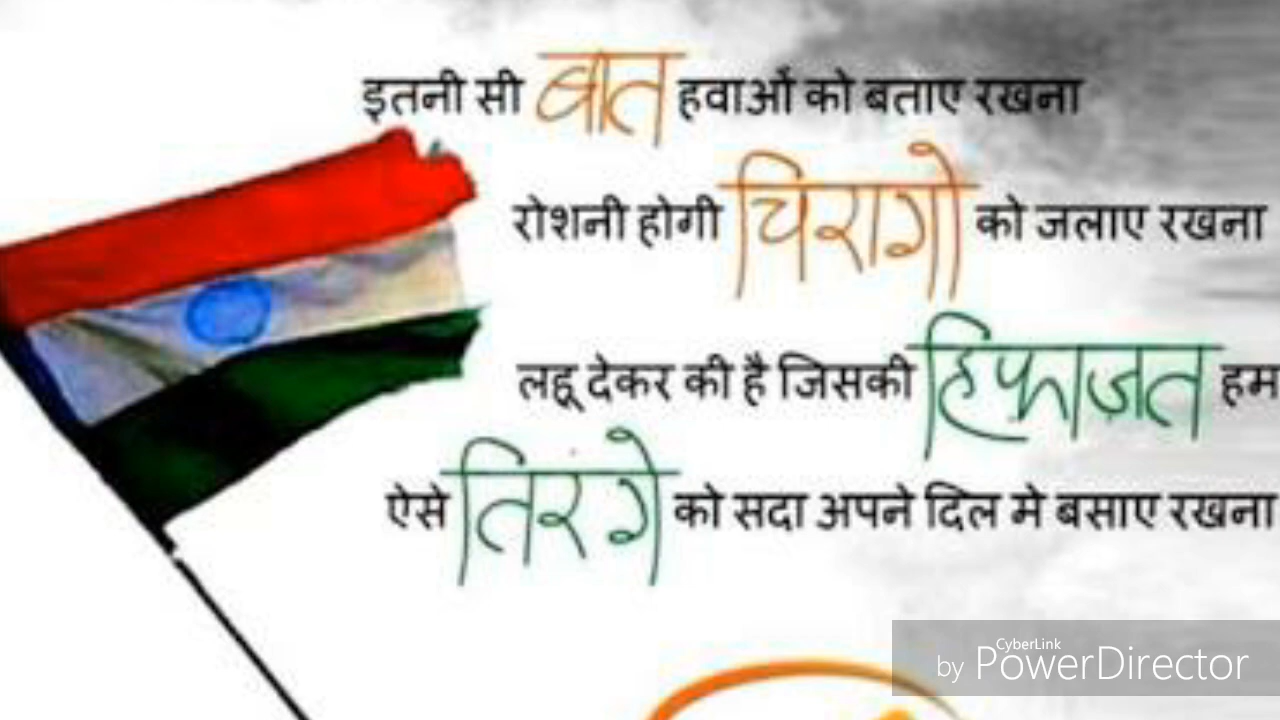 इतनी सी बात हवाओं को बताए रखना
रोशनी होगी चिरागो को जलाए रखना
लहू देकर की है जिसकी हिफाज़त हम
ऐसे तिरंगे को सदा अपने दिल मे बसाए रखना
CyberLink
by PowerDirector